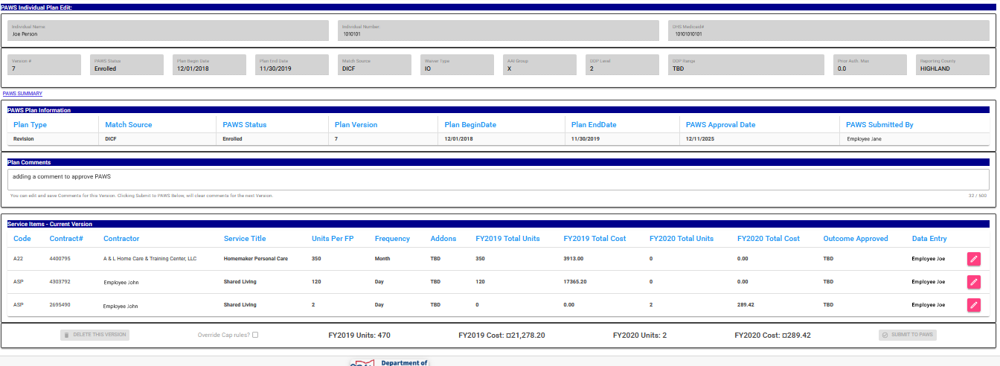 PAWS Individual Plan Edit:
Individual Name
Individual Number:
DHS Medicaid#
Joe Person
1010101
10101010101
Version #
PAWS Status
Plan Begin Date
Plan End Date
Match Source
Waiver Type
AAI Group
DDP Level
ODP Range
Prior Auth. Max
Reporting County
7
Enrolled
12/01/2018
11/30/2019
DICF
IO
X
2
TBD
0.0
HIGHLAND
PAWS SUMMARY
PAWS Plan Information
Plan Type
Match Source
PAWS Status
Plan Version
Plan BeginDate
Plan EndDate
PAWS Approval Date
PAWS Submitted By
Revision
DICF
Enrolled
7
12/01/2018
11/30/2019
12/11/2025
Employee Jane
Plan Comments
adding a comment to approve PAWS
You can edit and save Comments for this Version. Clicking Submit to PAWS Below, will clear comments for the next Version.
32 / 500
Service Items - Current Version
Code Contract# Contractor Service Title Units Per FP Frequency Addons FY2019 Total Units FY2019 Total Cost FY2020 Total Units FY2020 Total Cost Outcome Approved Data Entry
A22 4400795 A & L Home Care & Training Center, LLC Homemaker Personal Care 350 Month TBD 350 3913.00 0 0.00 TBD Employee Joe
ASP 4303792 Employee John Shared Living 120 Day TBD 120 17365.20 0 0.00 TBD Employee Joe
ASP 2695490 Employee John Shared Living 2 Day TBD 0 0.00 2 289.42 TBD Employee Joe
DELETE THIS VERSION
Override Cap rules?
FY2019 Units: 470
FY2019 Cost: □21,278.20
FY2020 Units: 2
FY2020 Cost: □289.42
SUBMIT TO PAWS
Department of